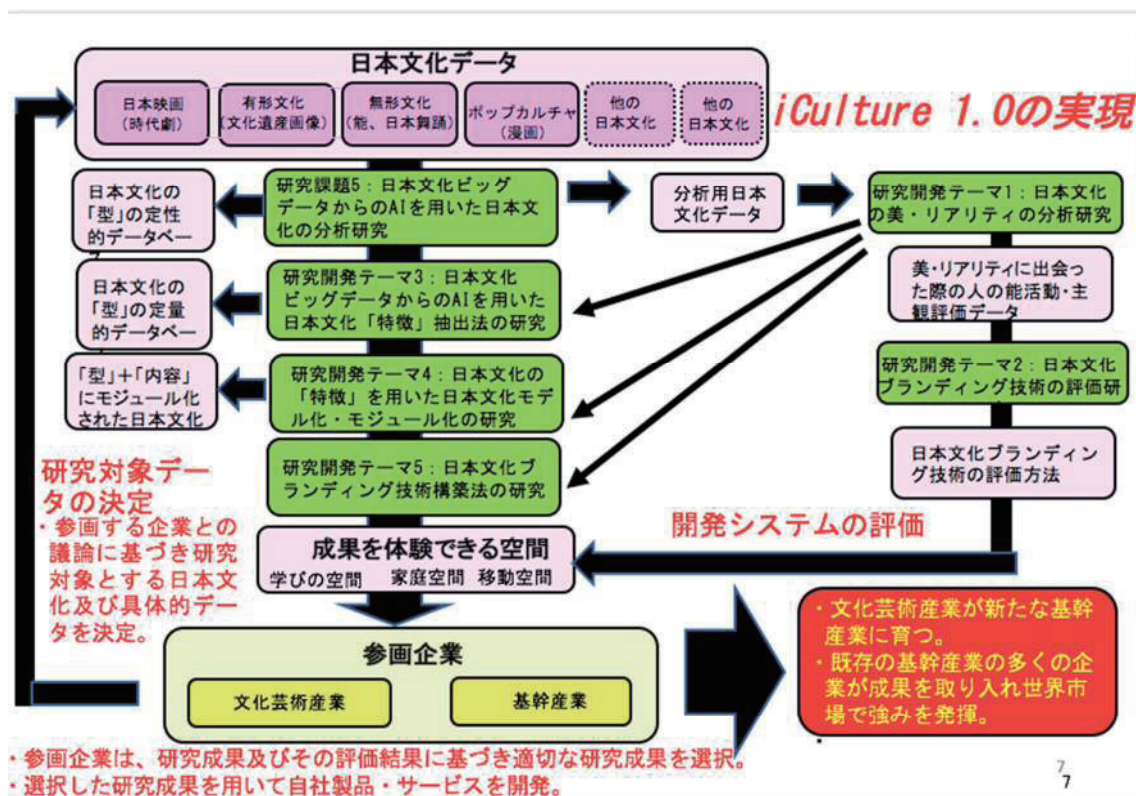 日本文化データ
日本映画
(時代劇)
有形文化
(文化遺産画像)
無形文化
(能、日本舞踊)
ポップカルチャ
(漫画)
他の
日本文化
他の
日本文化
iCulture 1.0の実現
日本文化の
「型」の定性
的データベー
研究課題5：日本文化ビッグ
データからのAIを用いた日本文
化の分析研究
分析用日本
文化データ
研究開発テーマ1：日本文化
の美・リアリティの分析研究
日本文化の
「型」の定量
的データベー
研究開発テーマ3：日本文化
ビッグデータからのAIを用いた
日本文化「特徴」抽出法の研究
美・リアリティに出会っ
た際の人の能活動・主
観評価データ
「型」＋「内容」
にモジュール化
された日本文化
研究開発テーマ4：日本文化の
「特徴」を用いた日本文化モデ
ル化・モジュール化の研究
研究開発テーマ2：日本文化
ブランディング技術の評価研
研究開発テーマ5：日本文化ブ
ランディング技術構築法の研究
日本文化ブランディン
グ技術の評価方法
研究対象デー
タの決定
・参画する企業との
議論に基づき研究
対象とする日本文
化及び具体的デー
タを決定。
開発システムの評価
成果を体験できる空間
学びの空間 家庭空間 移動空間
参画企業
文化芸術産業
基幹産業
・文化芸術産業が新たな基幹
産業に育つ。
・既存の基幹産業の多くの企
業が成果を取り入れ世界市
場で強みを発揮。
・参画企業は、研究成果及びその評価結果に基づき適切な研究成果を選択。
・選択した研究成果を用いて自社製品・サービスを開発。
7
7